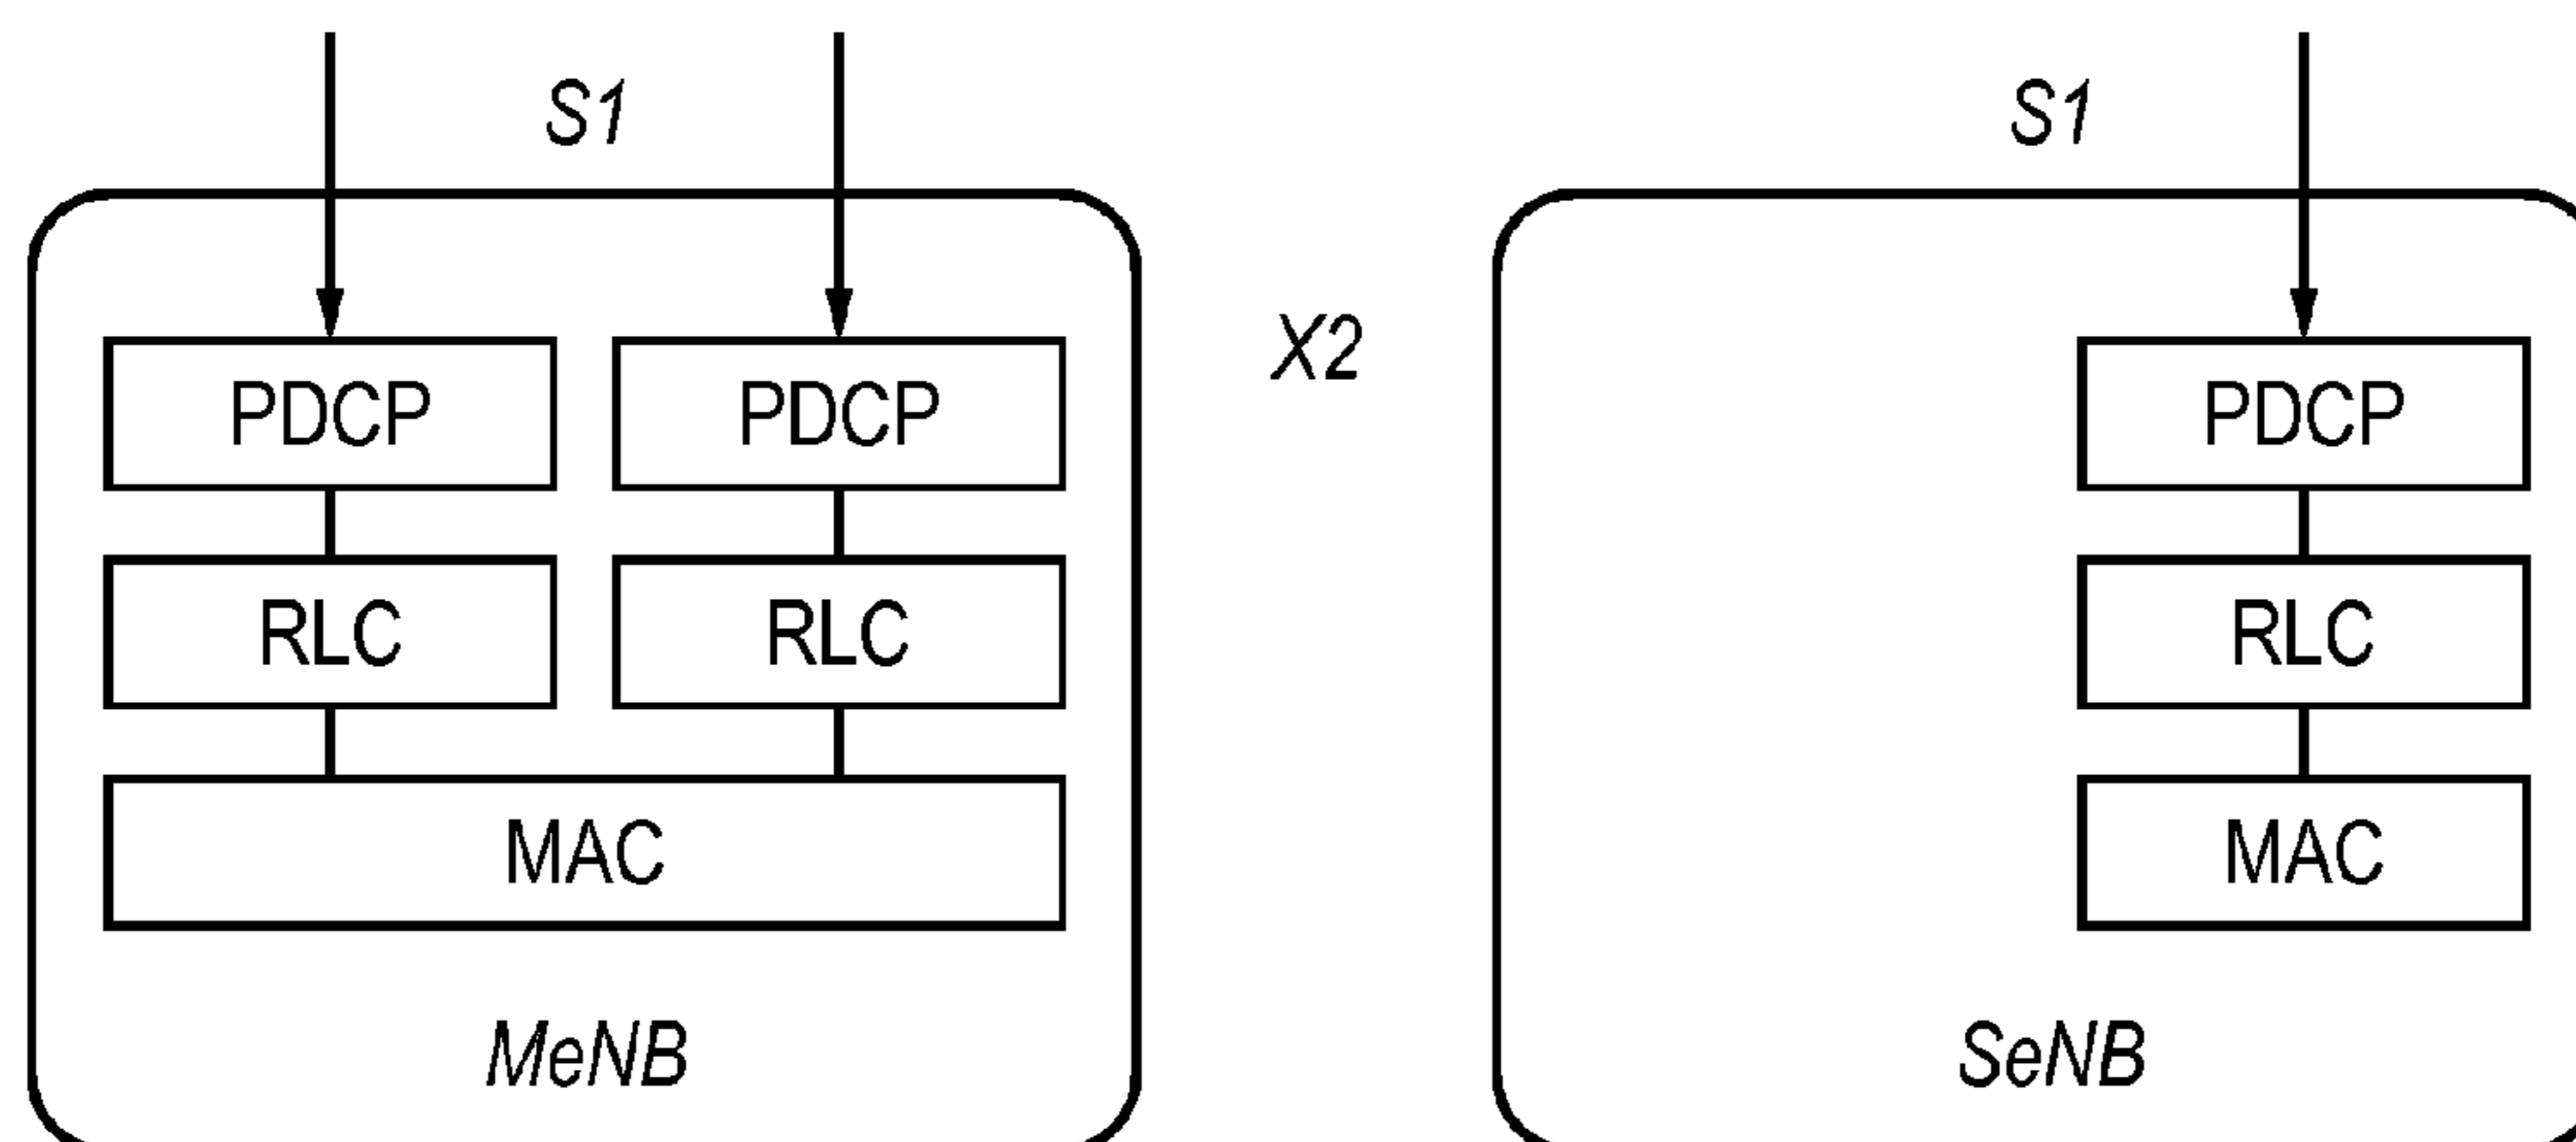 S1
S1
X2
PDCP
PDCP
PDCP
RLC
RLC
RLC
MAC
MAC
MeNB
SeNB